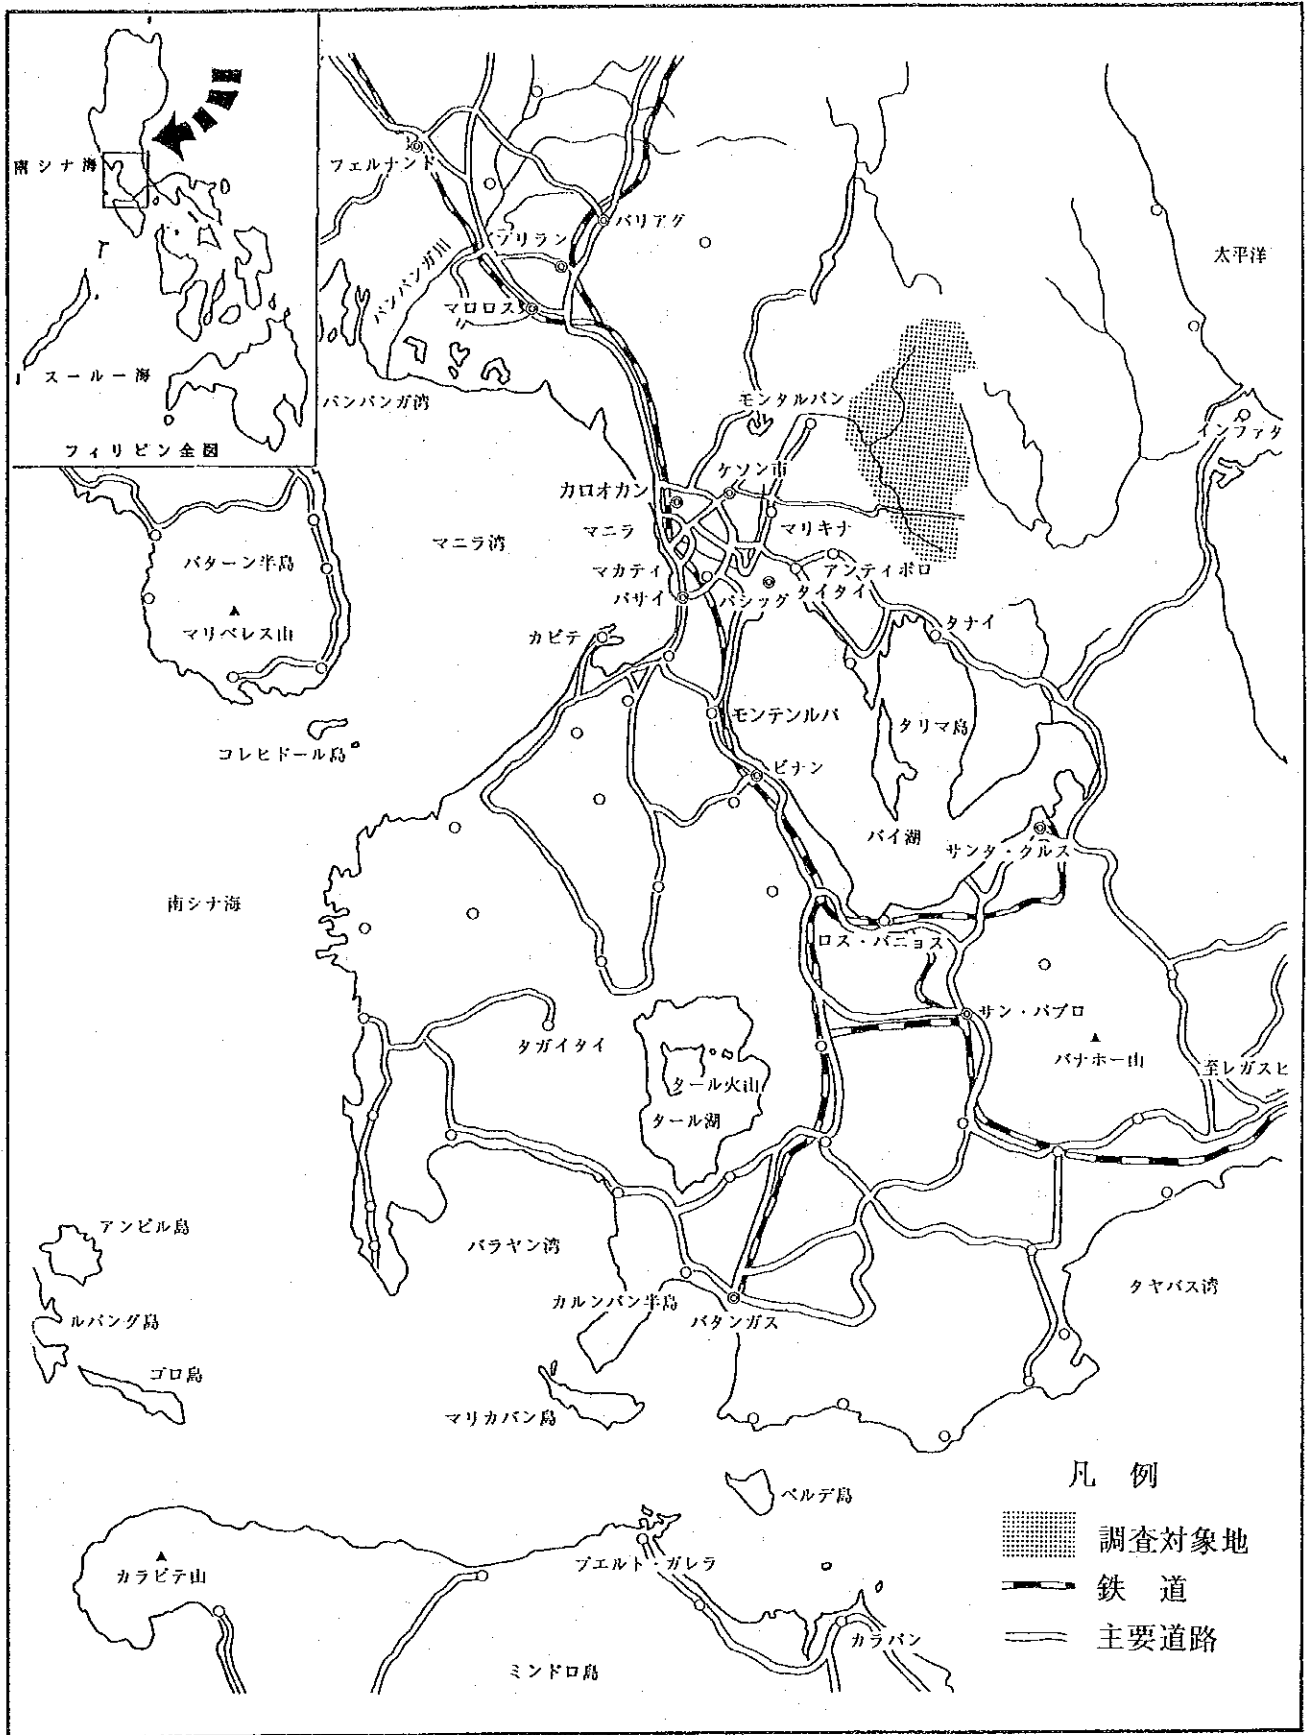 南シナ海
スールー海
フィリピン全図
フェルナンド
バリアグ
プリラン
パンパンガ川
マロロス
パンパンガ湾
太平洋
モンタルバン
インファタ
ケソン市
カロオカン
マニラ
マニラ湾
マリキナ
バターン半島
マカティ
アンティポロ
パサイ
パシッグ
タイタイ
マリベレス山
カビテ
タナイ
コレヒドール島
モンテンルパ
タリマ島
ビナン
バイ湖
サンタ・クルス
南シナ海
ロス・バニョス
サン・パブロ
タガイタイ
バナホー山
至レガスピ
タール火山
タール湖
アンビル島
バラヤン湾
タヤバス湾
カルンバン半島
バタンガス
ルバング島
ゴロ島
マリカバン島
ベルデ島
カラビテ山
プエルト・ガレラ
カラパン
ミンドロ島
凡例
調査対象地
鉄道
主要道路